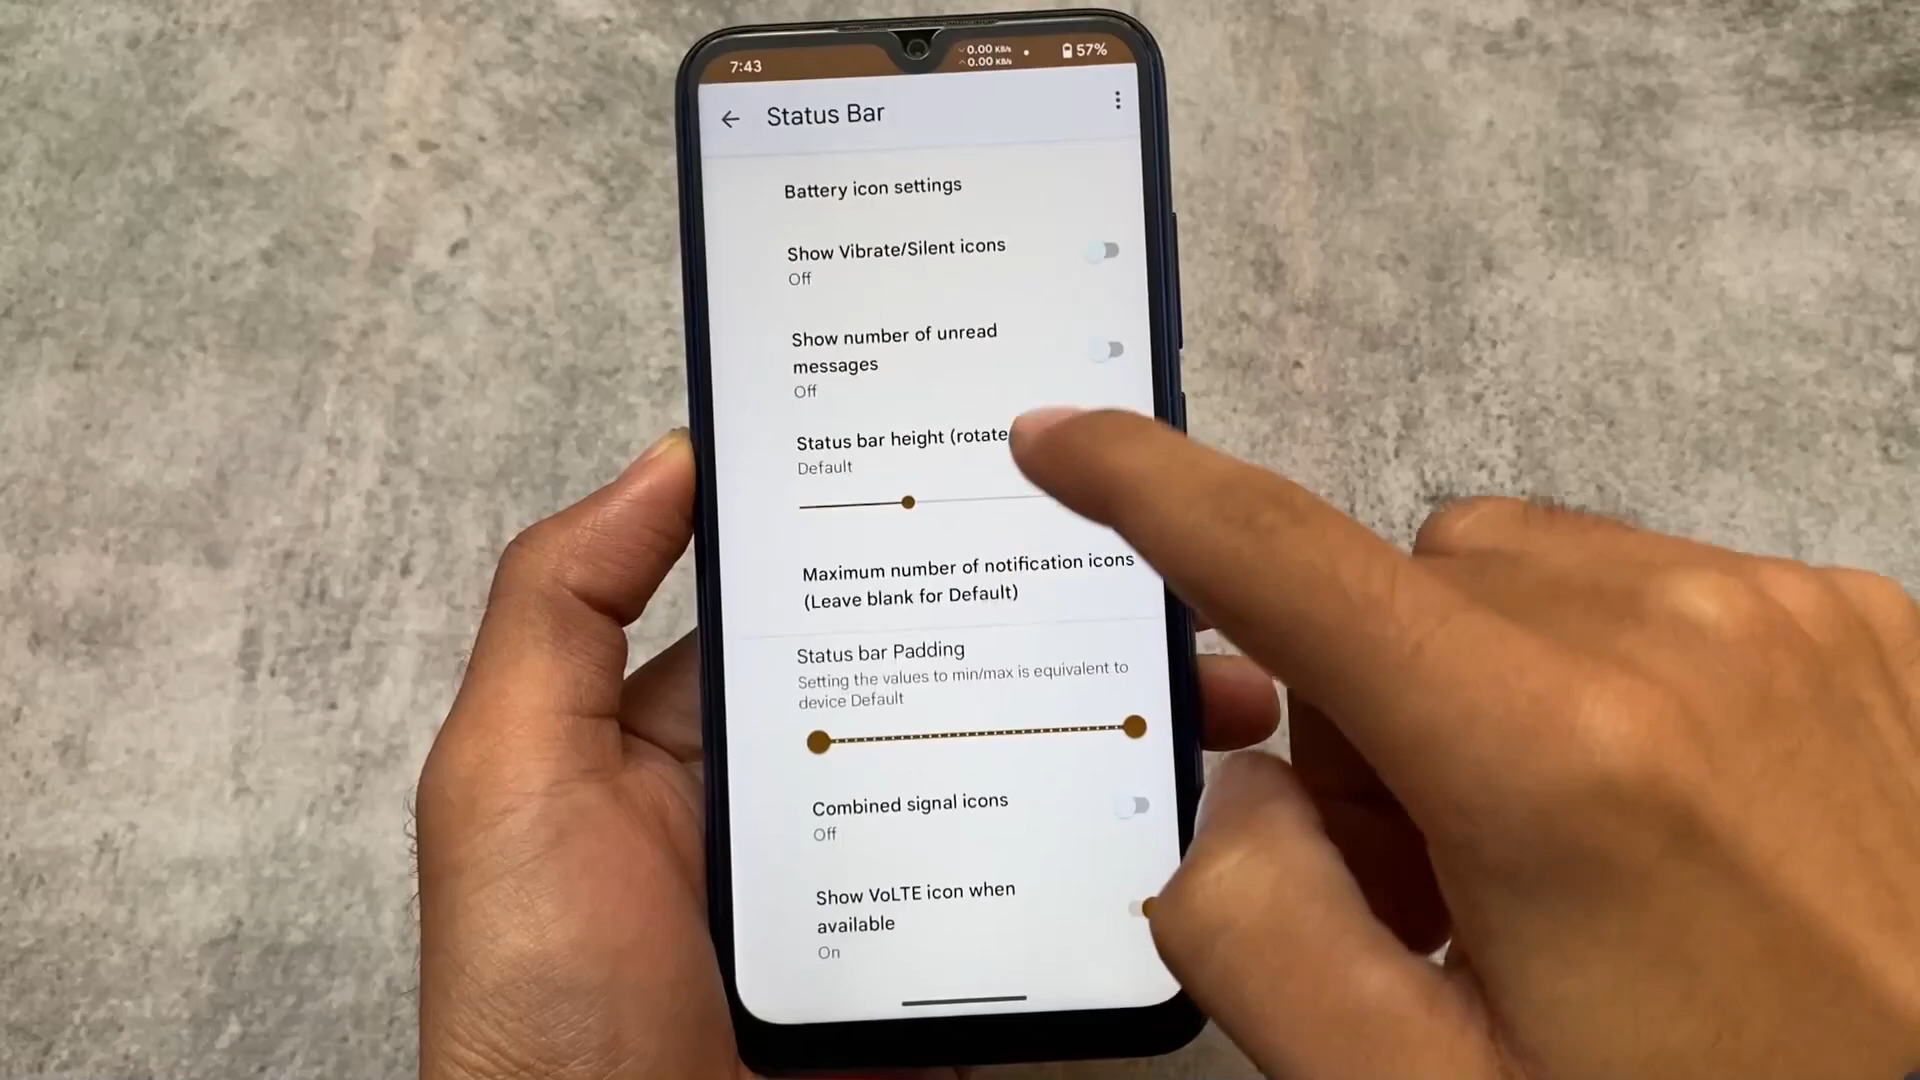 7:43
0.00 KB/s
0.00 KB/s
57%
Status Bar
Battery icon settings
Show Vibrate/Silent icons
Off
Show number of unread
messages
Off
Status bar height (rotate
Default
Maximum number of notification icons
(Leave blank for Default)
Status bar Padding
Setting the values to min/max is equivalent to
device Default
Combined signal icons
Off
Show VoLTE icon when
available
On